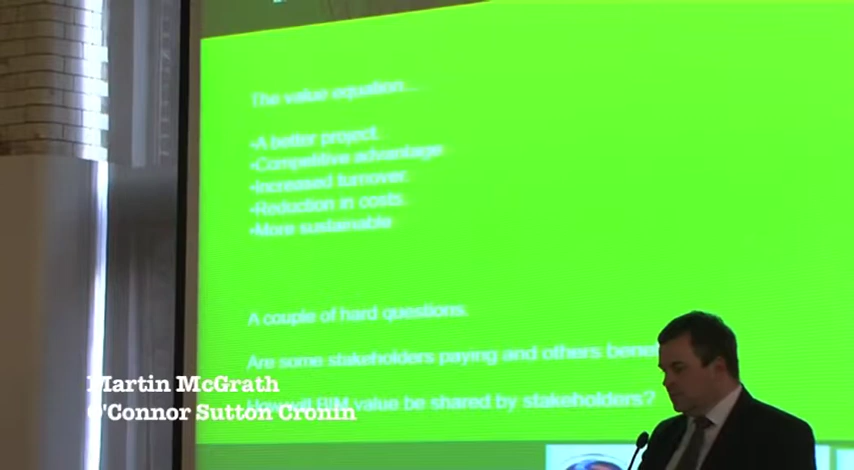 The value equation...
•A better project.
•Competitive advantage
•Increased turnover.
•Reduction in costs.
•More sustainable
A couple of hard questions.
Are some stakeholders paying and others
How will BIM value be shared by stakeholders?
Martin McGrath
O'Connor Sutton Cronin